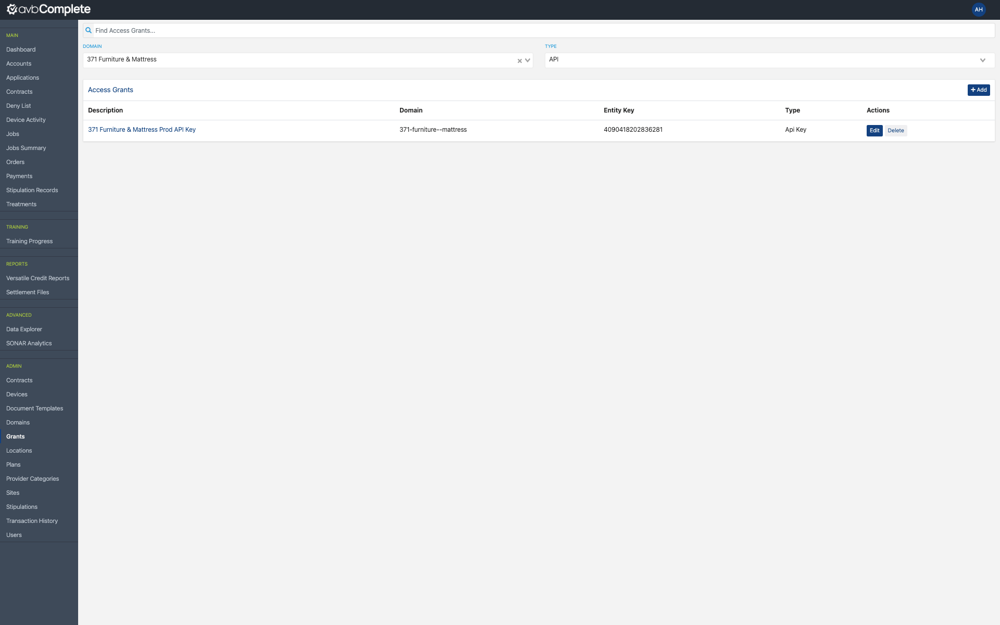 avbComplete
AH
MAIN
Dashboard
Accounts
Applications
Contracts
Deny List
Device Activity
Jobs
Jobs Summary
Orders
Payments
Stipulation Records
Treatments
TRAINING
Training Progress
REPORTS
Versatile Credit Reports
Settlement Files
ADVANCED
Data Explorer
SONAR Analytics
ADMIN
Contracts
Devices
Document Templates
Domains
Grants
Locations
Plans
Provider Categories
Sites
Stipulations
Transaction History
Users
Find Access Grants...
DOMAIN TYPE
371 Furniture & Mattress API
Access Grants Add
Description Domain Entity Key Type Actions
371 Furniture & Mattress Prod API Key 371-furniture--mattress 4090418202836281 Api Key Edit Delete